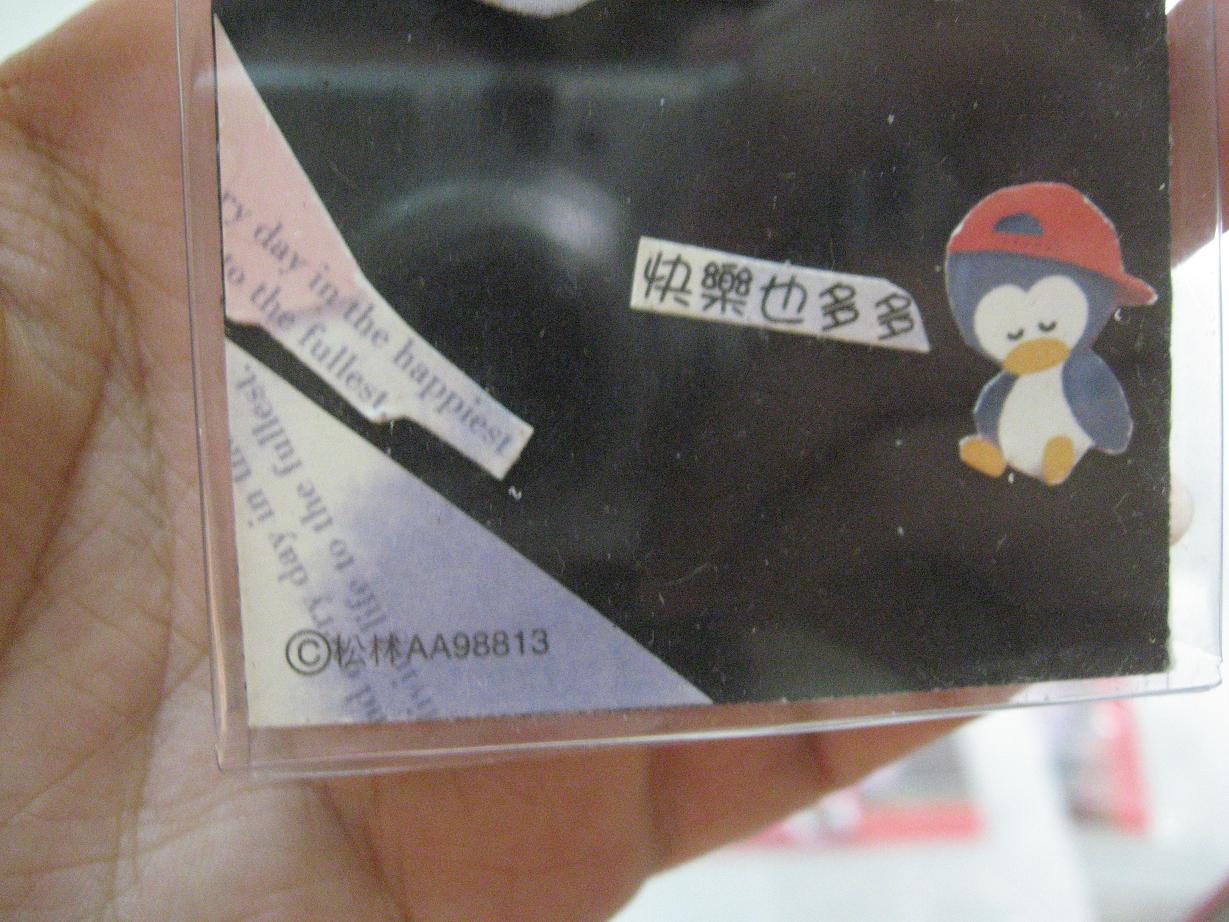 ry day in the happiest
to the fullest.
快樂也多多
fullest.
ry day in th
life to the fullest.
©松林AA98813